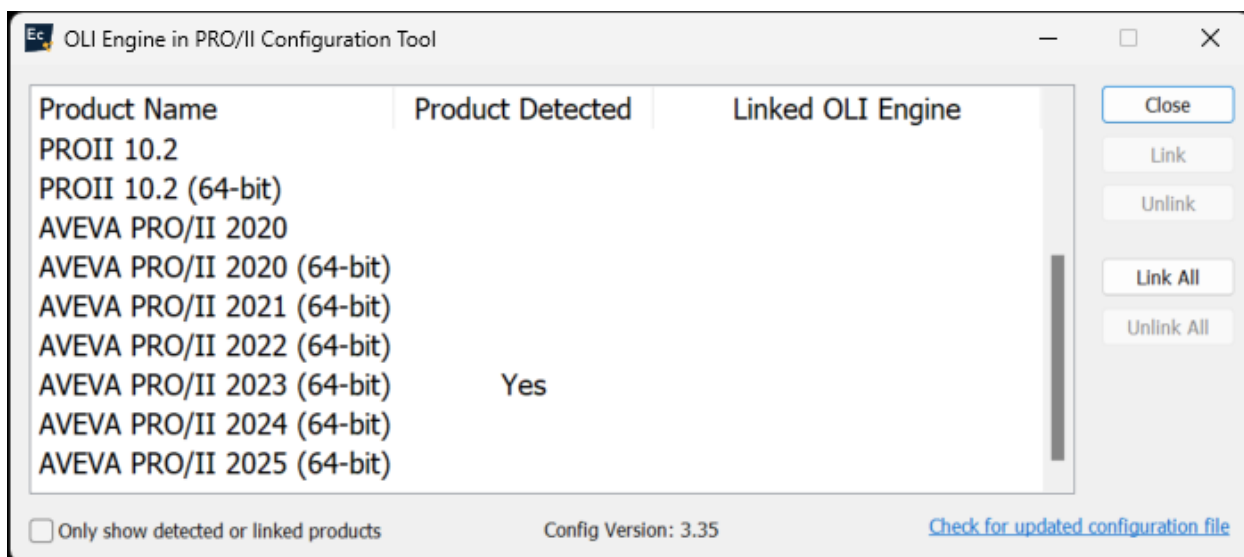 Ec OLI Engine in PRO/II Configuration Tool
Product Name Product Detected Linked OLI Engine
PROII 10.2
PROII 10.2 (64-bit)
AVEVA PRO/II 2020
AVEVA PRO/II 2020 (64-bit)
AVEVA PRO/II 2021 (64-bit)
AVEVA PRO/II 2022 (64-bit)
AVEVA PRO/II 2023 (64-bit) Yes
AVEVA PRO/II 2024 (64-bit)
AVEVA PRO/II 2025 (64-bit)
Close
Link
Unlink
Link All
Unlink All
Only show detected or linked products Config Version: 3.35 Check for updated configuration file